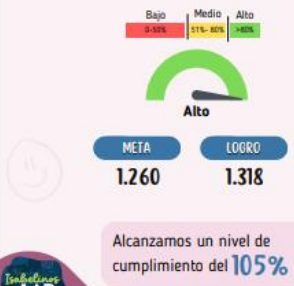 Bajo Medio Alto
0-50% 51%- 80% >80%
Alto
META LOGRO
1.260 1.318
Alcanzamos un nivel de
cumplimiento del 105%
Isabelinos